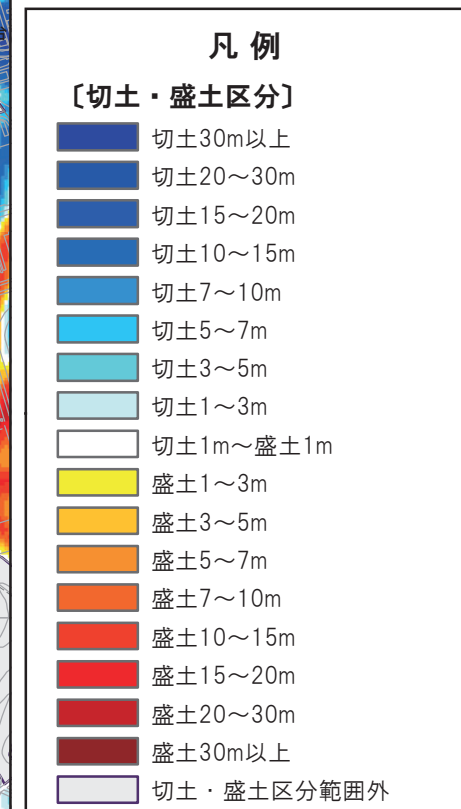 凡 例
〔切土・盛土区分〕
切土30m以上
切土20～30m
切土15～20m
切土10～15m
切土7～10m
切土5～7m
切土3～5m
切土1～3m
切土1m～盛土1m
盛土1～3m
盛土3～5m
盛土5～7m
盛土7～10m
盛土10～15m
盛土15～20m
盛土20～30m
盛土30m以上
切土・盛土区分範囲外